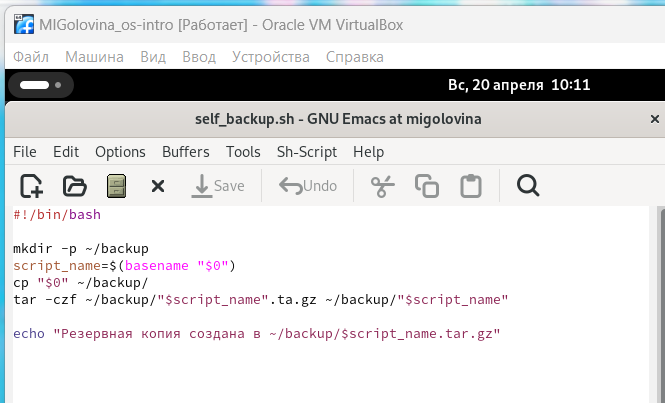 MIGolovina_os-intro [Работает] - Oracle VM VirtualBox
Файл Машина Вид Ввод Устройства Справка
Вс, 20 апреля 10:11
self_backup.sh - GNU Emacs at migolovina
File Edit Options Buffers Tools Sh-Script Help
Save Undo
#!/bin/bash
mkdir -p ~/backup
script_name=$(basename "$0")
cp "$0" ~/backup/
tar -czf ~/backup/"$script_name".ta.gz ~/backup/"$script_name"
echo "Резервная копия создана в ~/backup/$script_name.tar.gz"